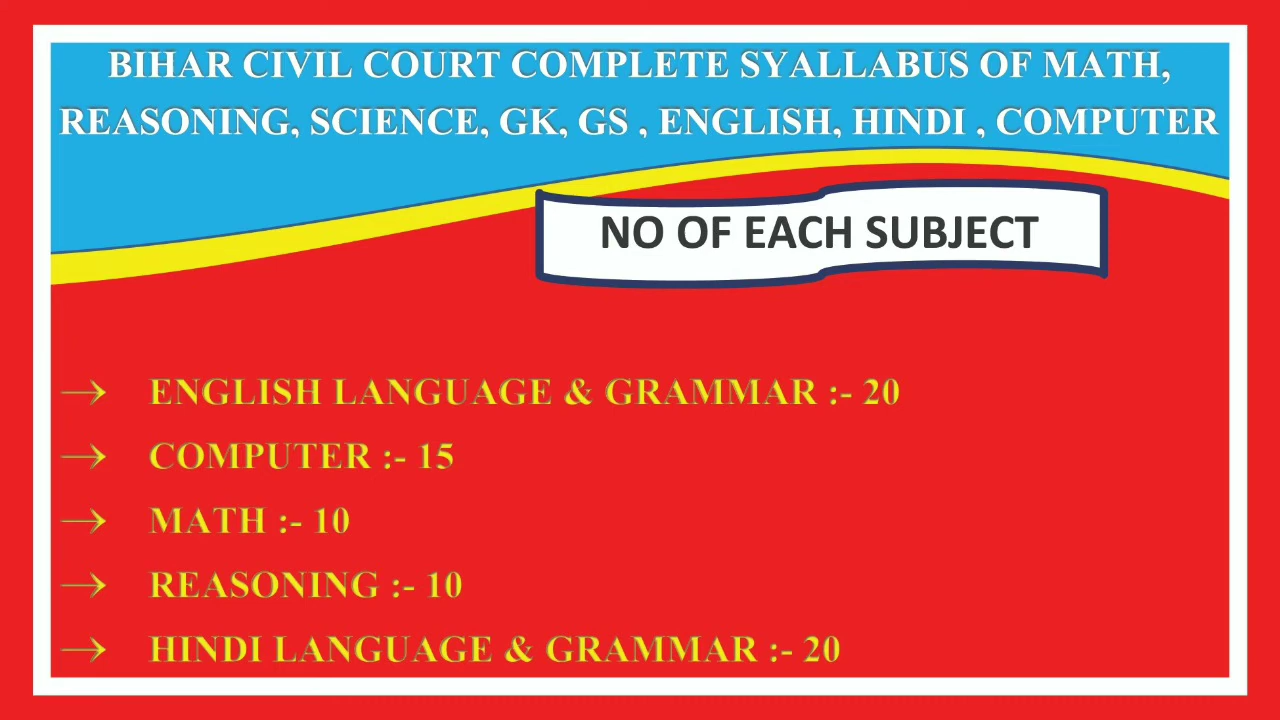 BIHAR CIVIL COURT COMPLETE SYALLABUS OF MATH,
REASONING, SCIENCE, GK, GS , ENGLISH, HINDI , COMPUTER
NO OF EACH SUBJECT
→ ENGLISH LANGUAGE & GRAMMAR :- 20
→ COMPUTER :- 15
→ MATH :- 10
→ REASONING :- 10
→ HINDI LANGUAGE & GRAMMAR :- 20